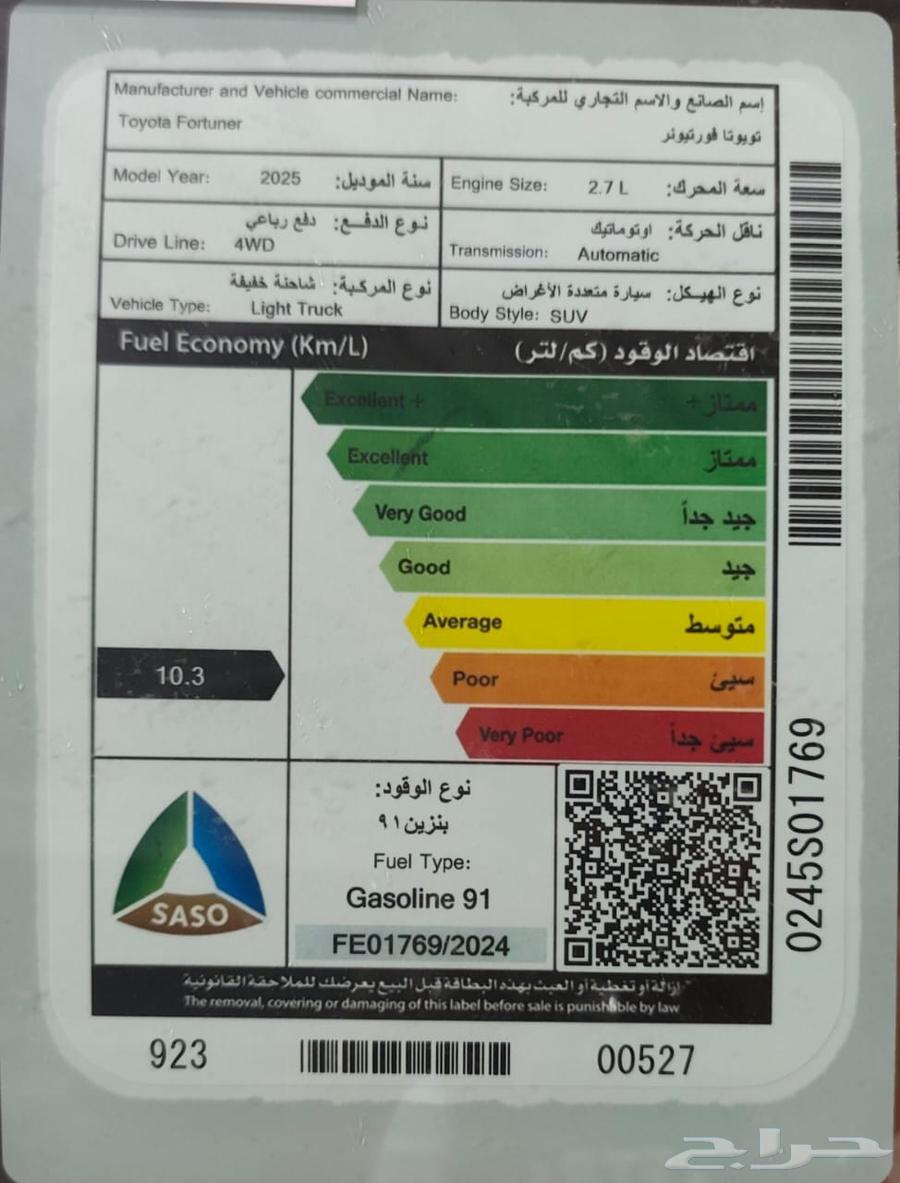 Manufacturer and Vehicle commercial Name: إسم الصانع والاسم التجاري للمركبة:
Toyota Fortuner تويوتا فورتيونر
Model Year: 2025 سنة الموديل:
Engine Size: 2.7 L سعة المحرك:
نوع الدفع: دفع رباعي
Drive Line: 4WD
ناقل الحركة: اوتوماتيك
Transmission: Automatic
نوع المركبة: شاحنة خفيفة
Vehicle Type: Light Truck
نوع الهيكل: سيارة متعددة الأغراض
Body Style: SUV
Fuel Economy (Km/L) اقتصاد الوقود (كم/لتر)
Excellent + ممتاز+
Excellent ممتاز
Very Good جيد جداً
Good جيد
Average متوسط
10.3
Poor سيئ
Very Poor سيئ جداً
SASO
نوع الوقود:
بنزين ٩١
Fuel Type:
Gasoline 91
FE01769/2024
إزالة أو تغطية أو العبث بهذه البطاقة قبل البيع يعرضك للملاحقة القانونية
The removal, covering or damaging of this label before sale is punishable by law
923 00527
0245S01769
حراج